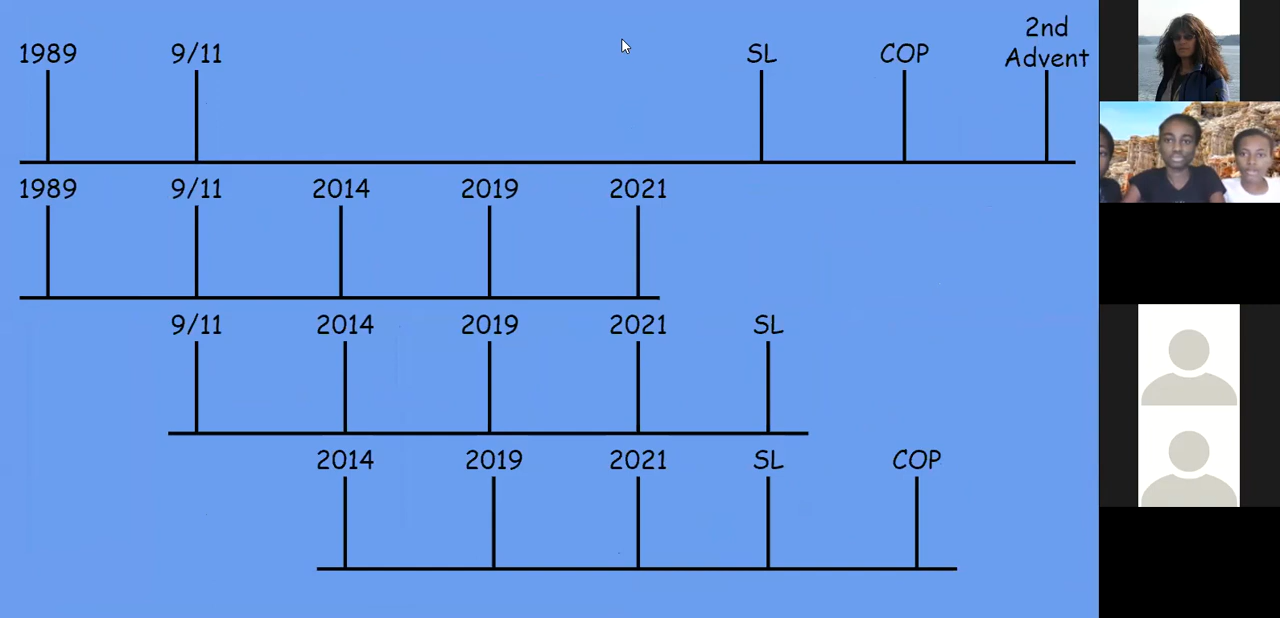 1989 9/11 SL COP 2nd
Advent
1989 9/11 2014 2019 2021
9/11 2014 2019 2021 SL
2014 2019 2021 SL COP